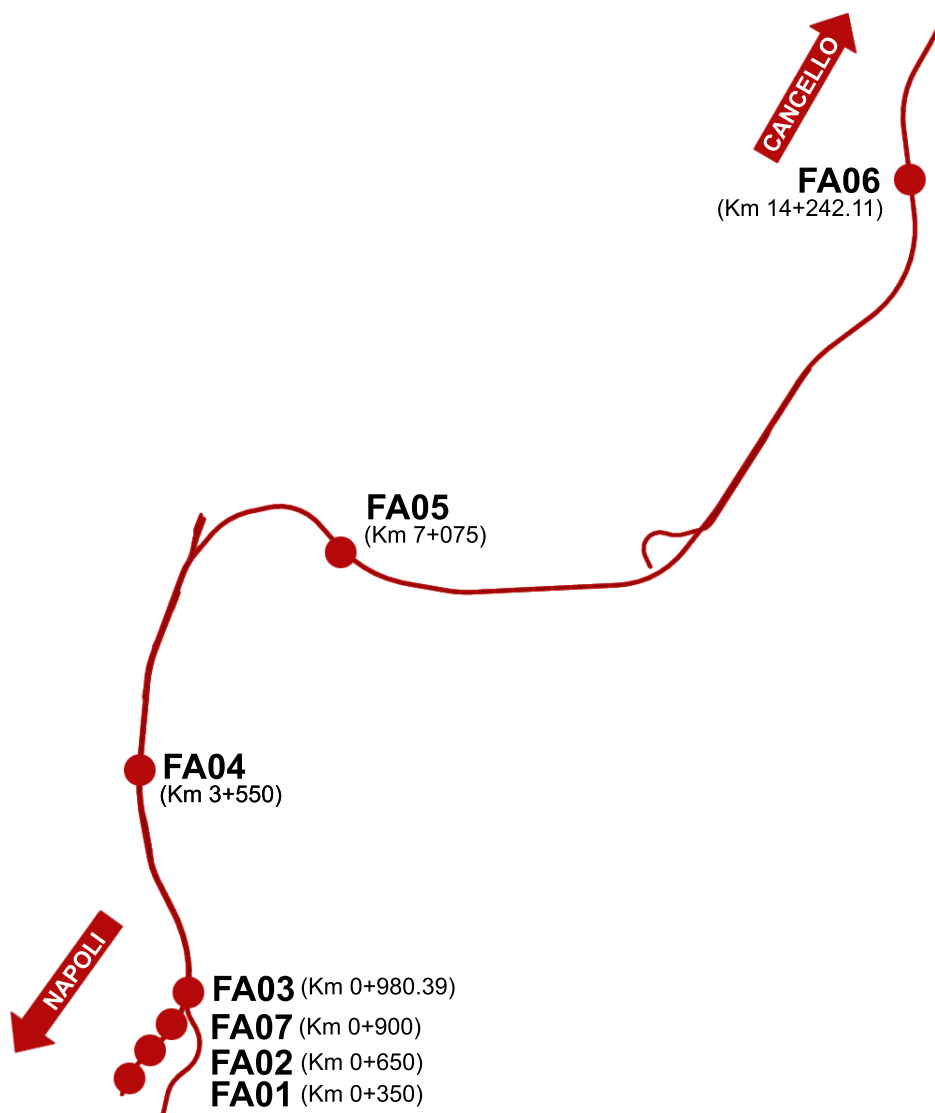 CANCELLO
FA06
(Km 14+242.11)
FA05
(Km 7+075)
FA04
(Km 3+550)
NAPOLI
FA03 (Km 0+980.39)
FA07 (Km 0+900)
FA02 (Km 0+650)
FA01 (Km 0+350)